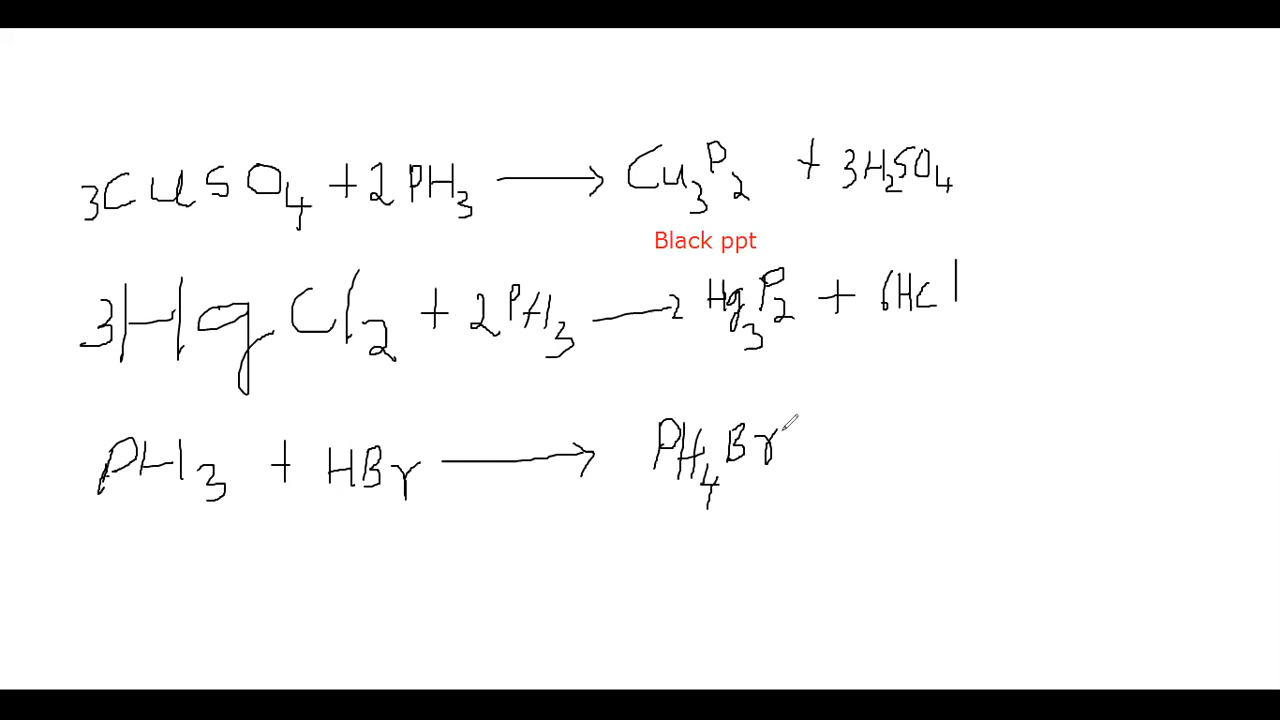 3CuSO4 + 2PH3 → Cu3P2 + 3H2SO4
Black ppt
3HgCl2 + 2PH3 → Hg3P2 + 6HCl
PH3 + HBr → PH4Br